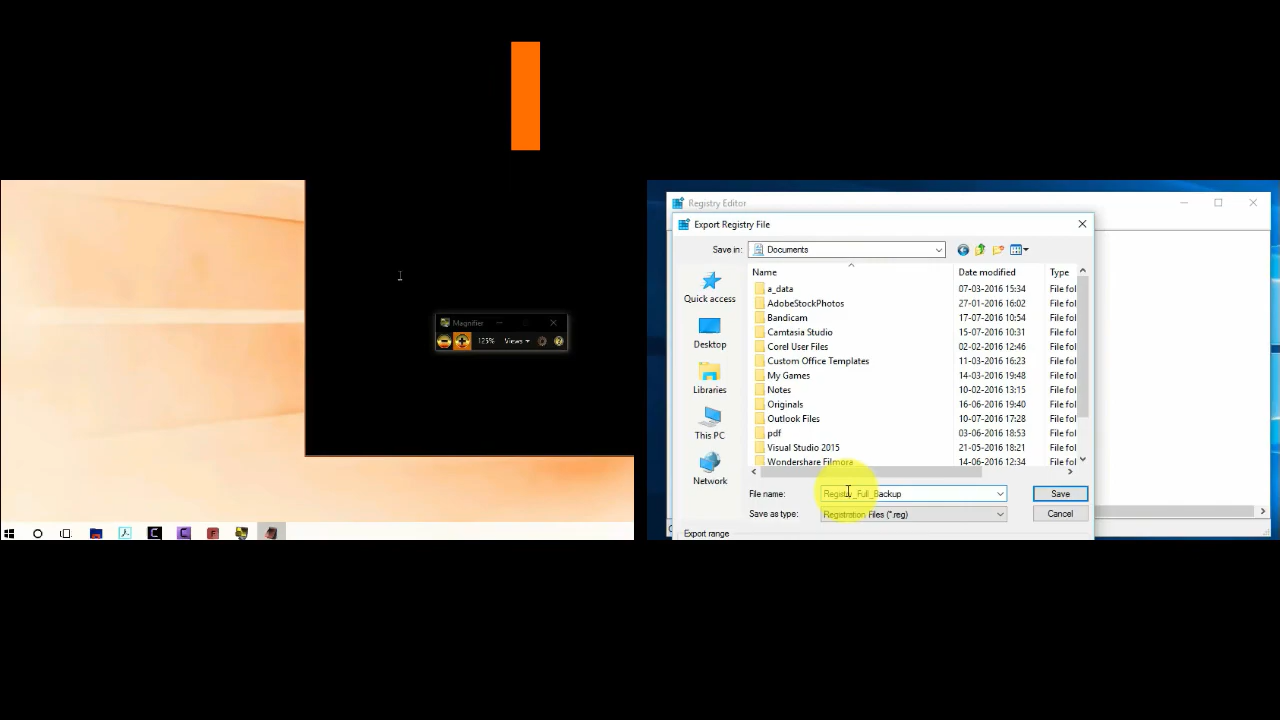 Magnifier
125% Views
Registry Editor
Export Registry File
Save in: Documents
Name Date modified Type
a_data 07-03-2016 15:34 File fol
AdobeStockPhotos 27-01-2016 16:02 File fol
Bandicam 17-07-2016 10:54 File fol
Camtasia Studio 15-07-2016 10:31 File fol
Corel User Files 02-02-2016 12:46 File fol
Custom Office Templates 11-03-2016 16:23 File fol
My Games 14-03-2016 19:48 File fol
Notes 10-02-2016 13:15 File fol
Originals 16-06-2016 19:40 File fol
Outlook Files 10-07-2016 17:28 File fol
pdf 03-06-2016 18:53 File fol
Visual Studio 2015 21-05-2016 18:21 File fol
Wondershare Filmora 14-06-2016 12:34 File fol
Quick access
Desktop
Libraries
This PC
Network
File name: Registry_Full_Backup Save
Save as type: Registration Files (*.reg) Cancel
Export range